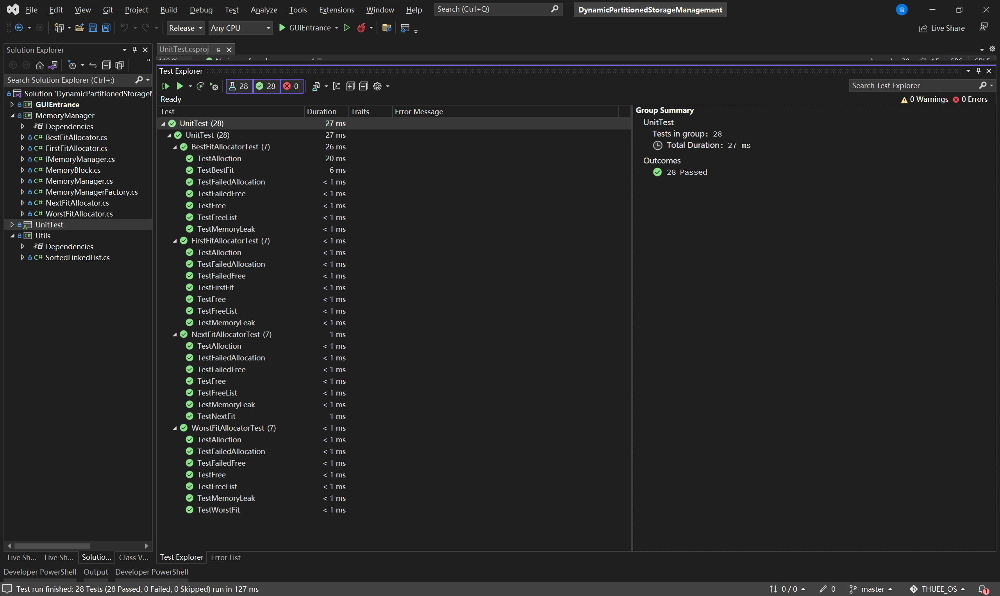 File Edit View Git Project Build Debug Test Analyze Tools Extensions Window Help Search (Ctrl+Q) DynamicPartitionedStorageManagement
Release Any CPU GUIEntrance Live Share
Solution Explorer
Search Solution Explorer (Ctrl+;)
Solution 'DynamicPartitionedStorage
GUIEntrance
MemoryManager
Dependencies
BestFitAllocator.cs
FirstFitAllocator.cs
IMemoryManager.cs
MemoryBlock.cs
MemoryManager.cs
MemoryManagerFactory.cs
NextFitAllocator.cs
WorstFitAllocator.cs
UnitTest
Utils
Dependencies
SortedLinkedList.cs
Live Sh... Live Sh... Solutio... Class V...
UnitTest.csproj
Test Explorer
28 28 0
Search Test Explorer
Ready
0 Warnings 0 Errors
Test Duration Traits Error Message
UnitTest (28) 27 ms
UnitTest (28) 27 ms
BestFitAllocatorTest (7) 26 ms
TestAlloction 20 ms
TestBestFit 6 ms
TestFailedAllocation < 1 ms
TestFailedFree < 1 ms
TestFree < 1 ms
TestFreeList < 1 ms
TestMemoryLeak < 1 ms
FirstFitAllocatorTest (7) < 1 ms
TestAlloction < 1 ms
TestFailedAllocation < 1 ms
TestFailedFree < 1 ms
TestFirstFit < 1 ms
TestFree < 1 ms
TestFreeList < 1 ms
TestMemoryLeak < 1 ms
NextFitAllocatorTest (7) 1 ms
TestAlloction < 1 ms
TestFailedAllocation < 1 ms
TestFailedFree < 1 ms
TestFree < 1 ms
TestFreeList < 1 ms
TestMemoryLeak < 1 ms
TestNextFit 1 ms
WorstFitAllocatorTest (7) < 1 ms
TestAlloction < 1 ms
TestFailedAllocation < 1 ms
TestFailedFree < 1 ms
TestFree < 1 ms
TestFreeList < 1 ms
TestMemoryLeak < 1 ms
TestWorstFit < 1 ms
Group Summary
UnitTest
Tests in group: 28
Total Duration: 27 ms
Outcomes
28 Passed
Test Explorer Error List
Developer PowerShell Output Developer PowerShell
Test run finished: 28 Tests (28 Passed, 0 Failed, 0 Skipped) run in 127 ms
0 / 0 0 master THUEE_OS 1